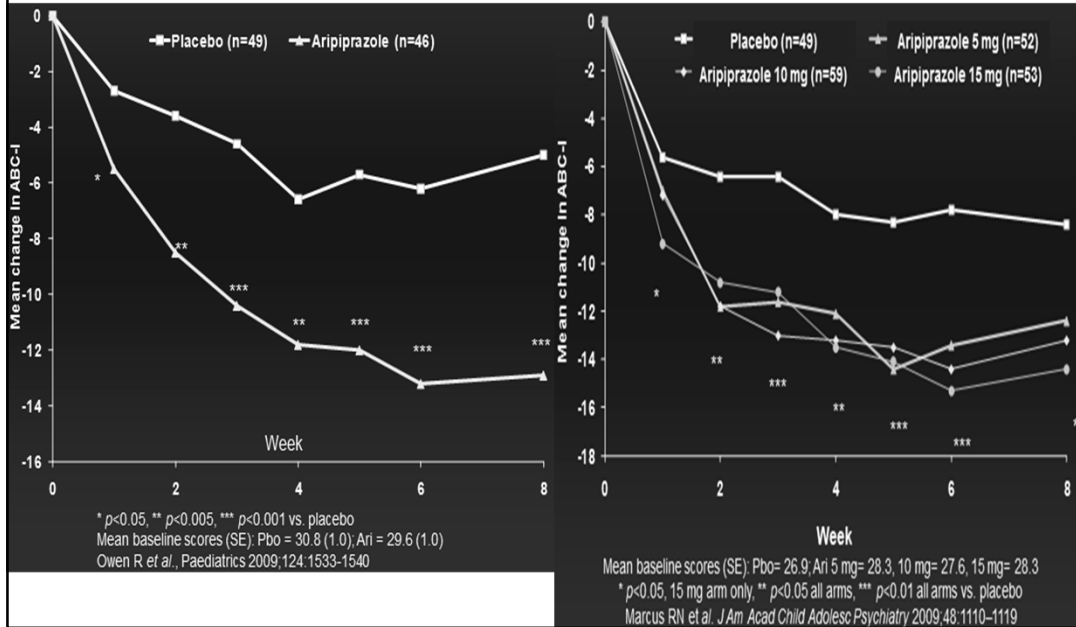 Placebo (n=49) Aripiprazole (n=46)
Mean change in ABC-I
0
-2
-4
-6
-8
-10
-12
-14
-16
*
**
***
**
***
***
***
Week
0 2 4 6 8
* p<0.05, ** p<0.005, *** p<0.001 vs. placebo
Mean baseline scores (SE): Pbo = 30.8 (1.0); Ari = 29.6 (1.0)
Owen R et al., Paediatrics 2009;124:1533-1540
Placebo (n=49) Aripiprazole 5 mg (n=52)
Aripiprazole 10 mg (n=59) Aripiprazole 15 mg (n=53)
Mean change in ABC-I
0
-2
-4
-6
-8
-10
-12
-14
-16
-18
*
**
***
**
***
***
*
0 2 4 6 8
Week
Mean baseline scores (SE): Pbo= 26.9; Ari 5 mg= 28.3, 10 mg= 27.6, 15 mg= 28.3
* p<0.05, 15 mg arm only, ** p<0.05 all arms, *** p<0.01 all arms vs. placebo
Marcus RN et al. J Am Acad Child Adolesc Psychiatry 2009;48:1110–1119